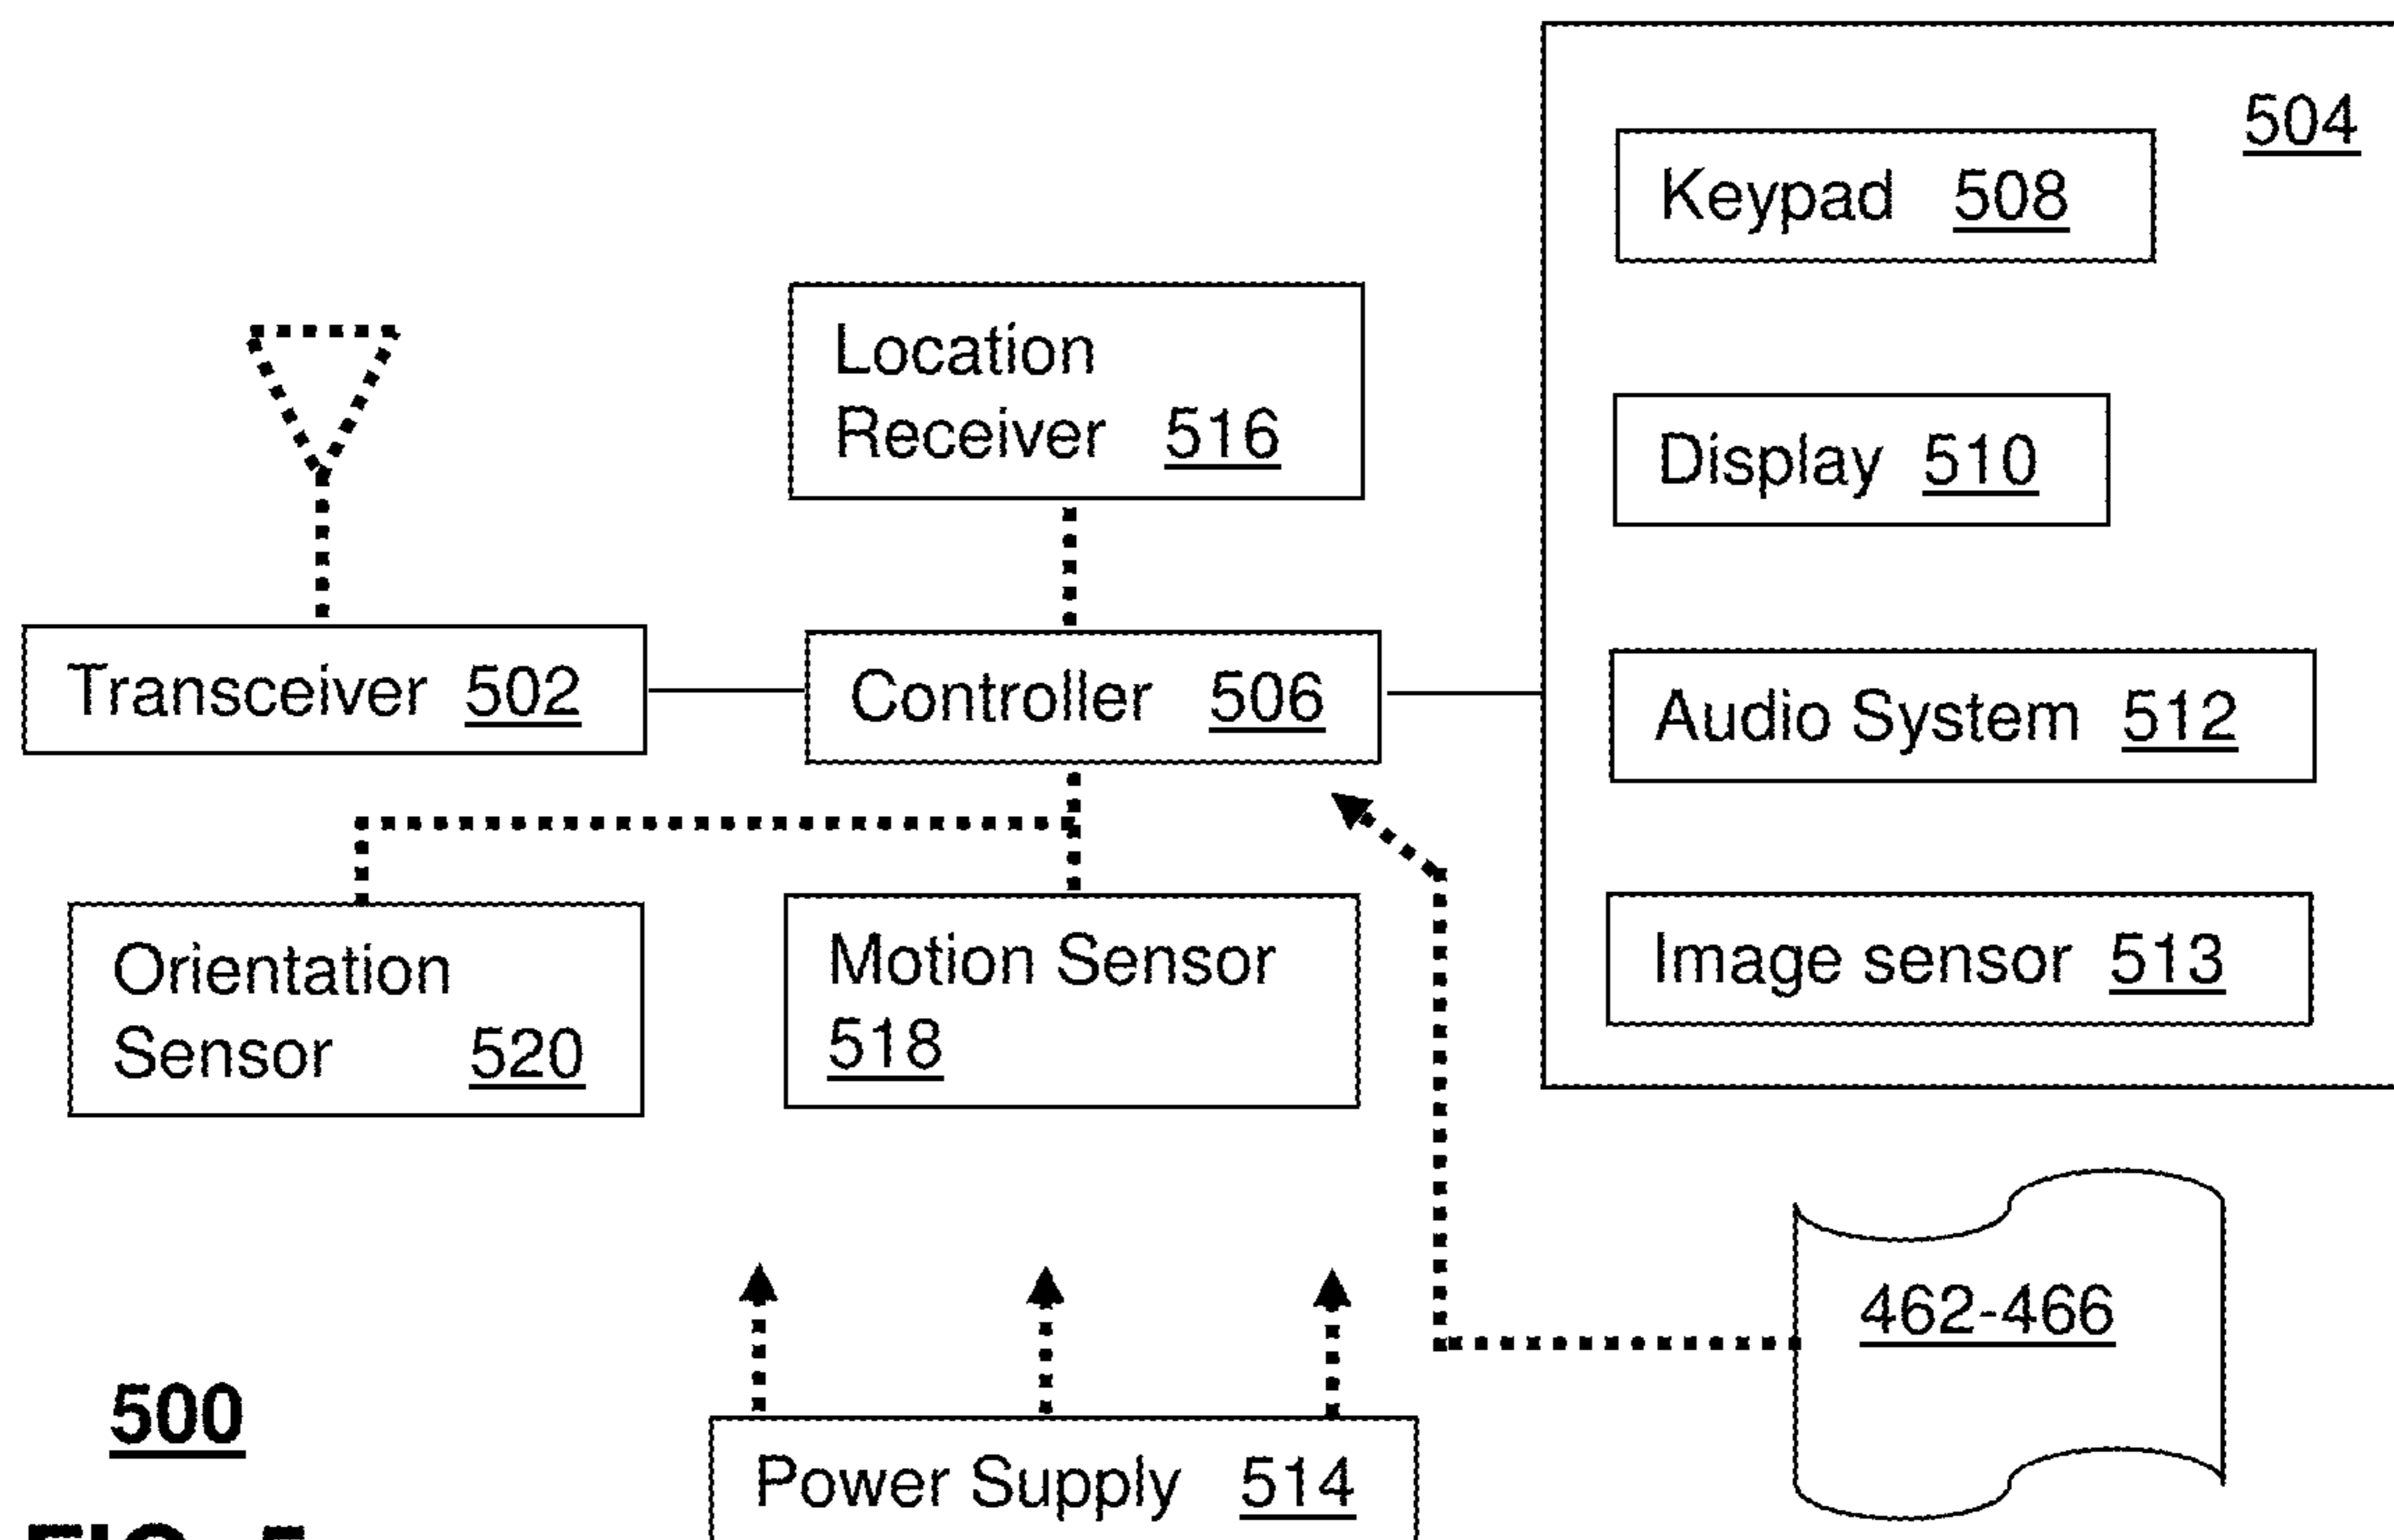 504
Keypad 508
Location
Receiver 516
Display 510
Transceiver 502
Controller 506
Audio System 512
Orientation
Sensor 520
Motion Sensor
518
Image sensor 513
462-466
500
Power Supply 514